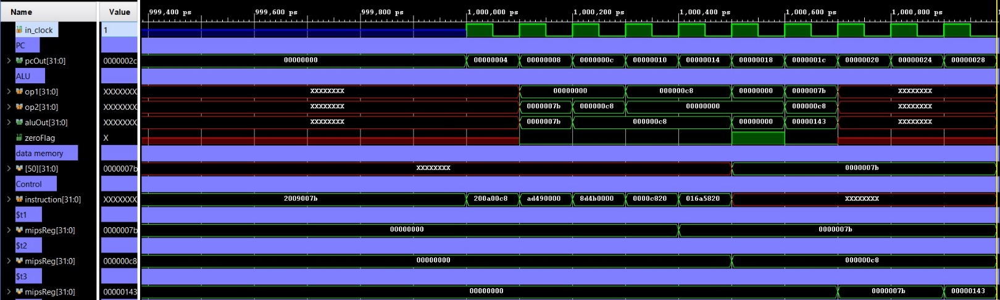 Name Value 999,400 ps 999,600 ps 999,800 ps 1,000,000 ps 1,000,200 ps 1,000,400 ps 1,000,600 ps 1,000,800 ps 1
in_clock 1
PC
pcOut[31:0] 0000002c 00000000 00000004 00000008 0000000c 00000010 00000014 00000018 0000001c 00000020 00000024 00000028
ALU
op1[31:0] XXXXXXXX XXXXXXXX 00000000 000000c8 00000000 0000007b XXXXXXXX
op2[31:0] XXXXXXXX XXXXXXXX 0000007b 000000c8 00000000 000000c8 XXXXXXXX
aluOut[31:0] XXXXXXXX XXXXXXXX 0000007b 000000c8 00000000 00000143 XXXXXXXX
zeroFlag X
data memory
[50][31:0] 0000007b XXXXXXXX 0000007b
Control
instruction[31:0] XXXXXXXX 2009007b 200a00c8 ad490000 8d4b0000 0000c820 016a5820 XXXXXXXX
$t1
mipsReg[31:0] 0000007b 00000000 0000007b
$t2
mipsReg[31:0] 000000c8 00000000 000000c8
$t3
mipsReg[31:0] 00000143 00000000 0000007b 00000143